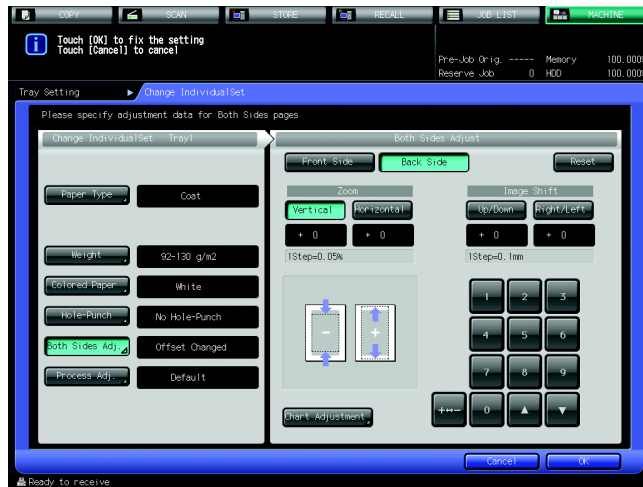 COPY SCAN STORE RECALL JOB LIST MACHINE
Touch [OK] to fix the setting
Touch [Cancel] to cancel
Pre-Job Orig. ----- Memory 100.000%
Reserve Job 0 HDD 100.000%
Tray Setting Change IndividualSet
Please specify adjustment data for Both Sides pages
Change IndividualSet Tray1
Both Sides Adjust
Front Side Back Side Reset
Paper Type Coat
Zoom Image Shift
Vertical Horizontal Up/Down Right/Left
+ 0 + 0 + 0 + 0
Weight 92-130 g/m2
1Step=0.05% 1Step=0.1mm
Colored Paper White
Hole-Punch No Hole-Punch
Both Sides Adj. Offset Changed
Process Adj. Default
- +
1 2 3
4 5 6
7 8 9
+↔- 0 ▲ ▼
Chart Adjustment
Cancel OK
Ready to receive